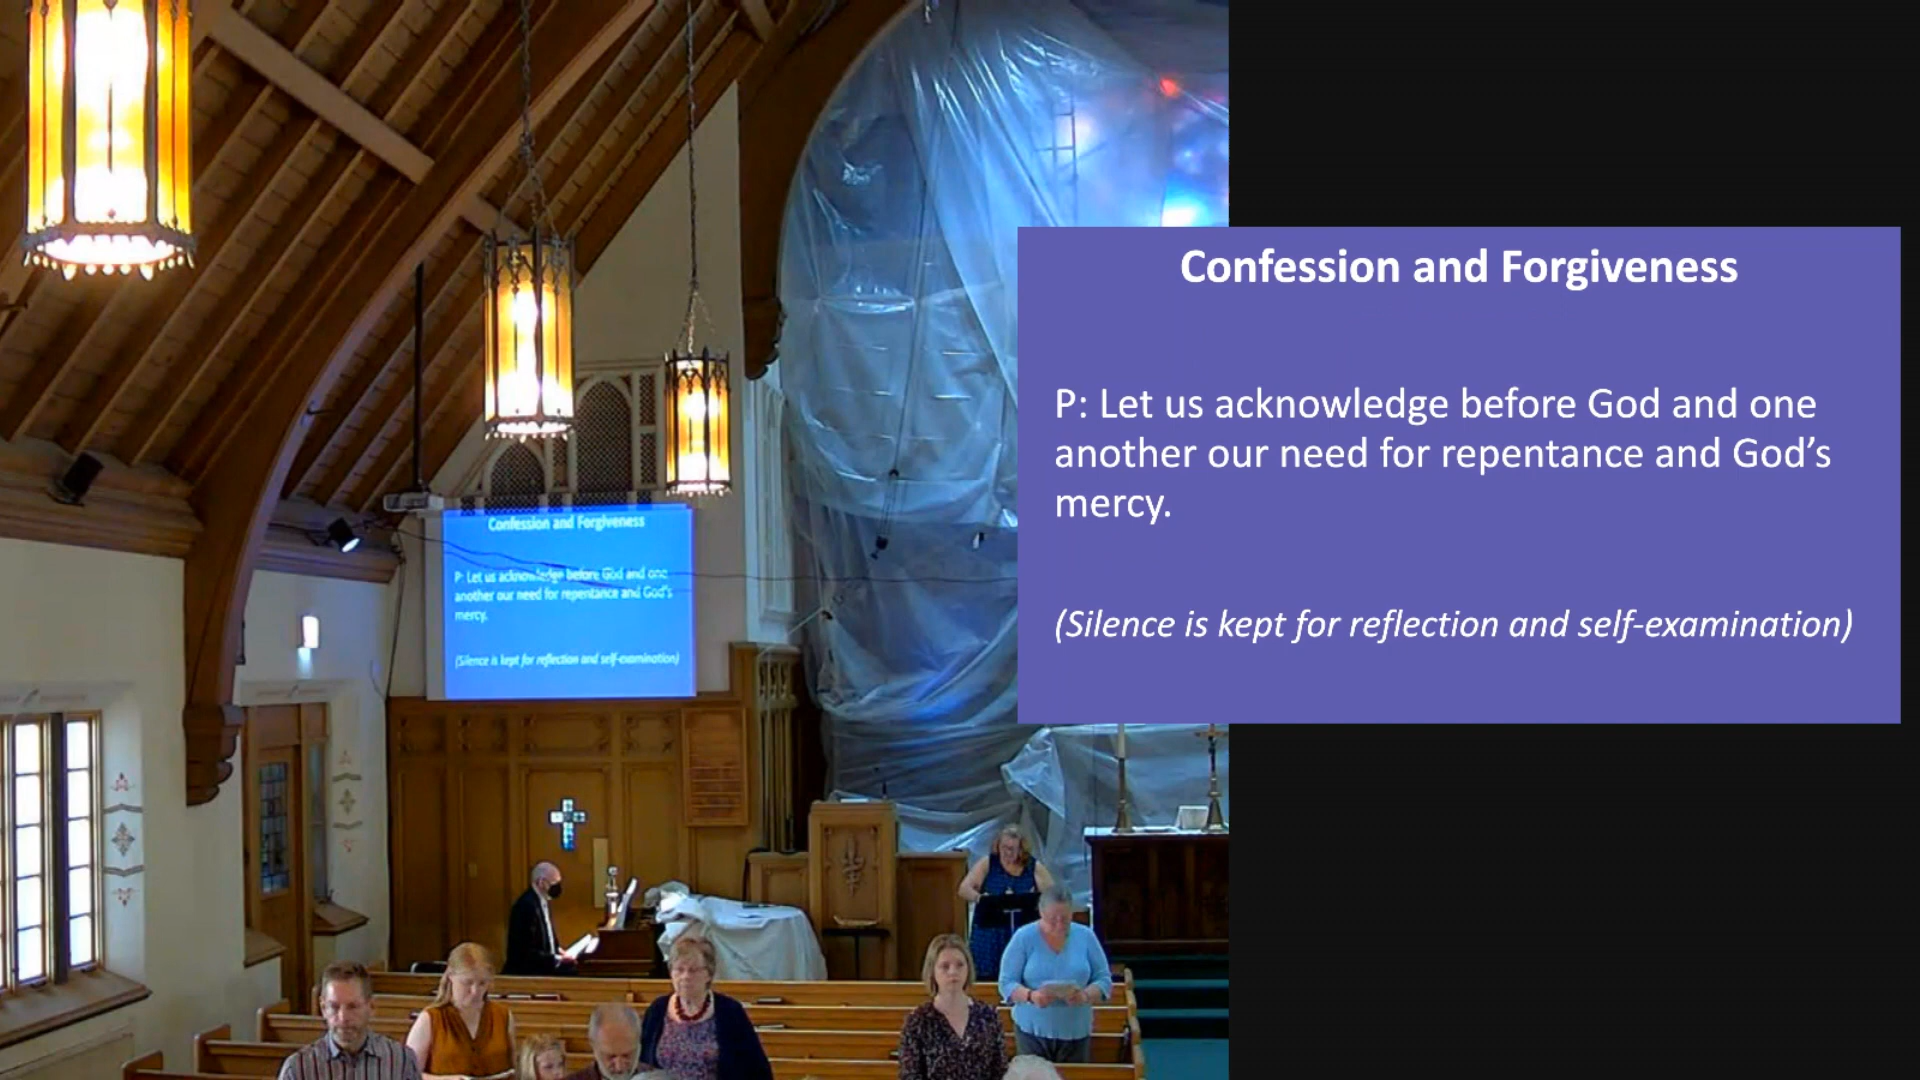 Confession and Forgiveness
P: Let us acknowledge before God and one
another our need for repentance and God's
mercy.
(Silence is kept for reflection and self-examination)
Confession and Forgiveness
P: Let us acknowledge before God and one
another our need for repentance and God’s
mercy.
(Silence is kept for reflection and self-examination)